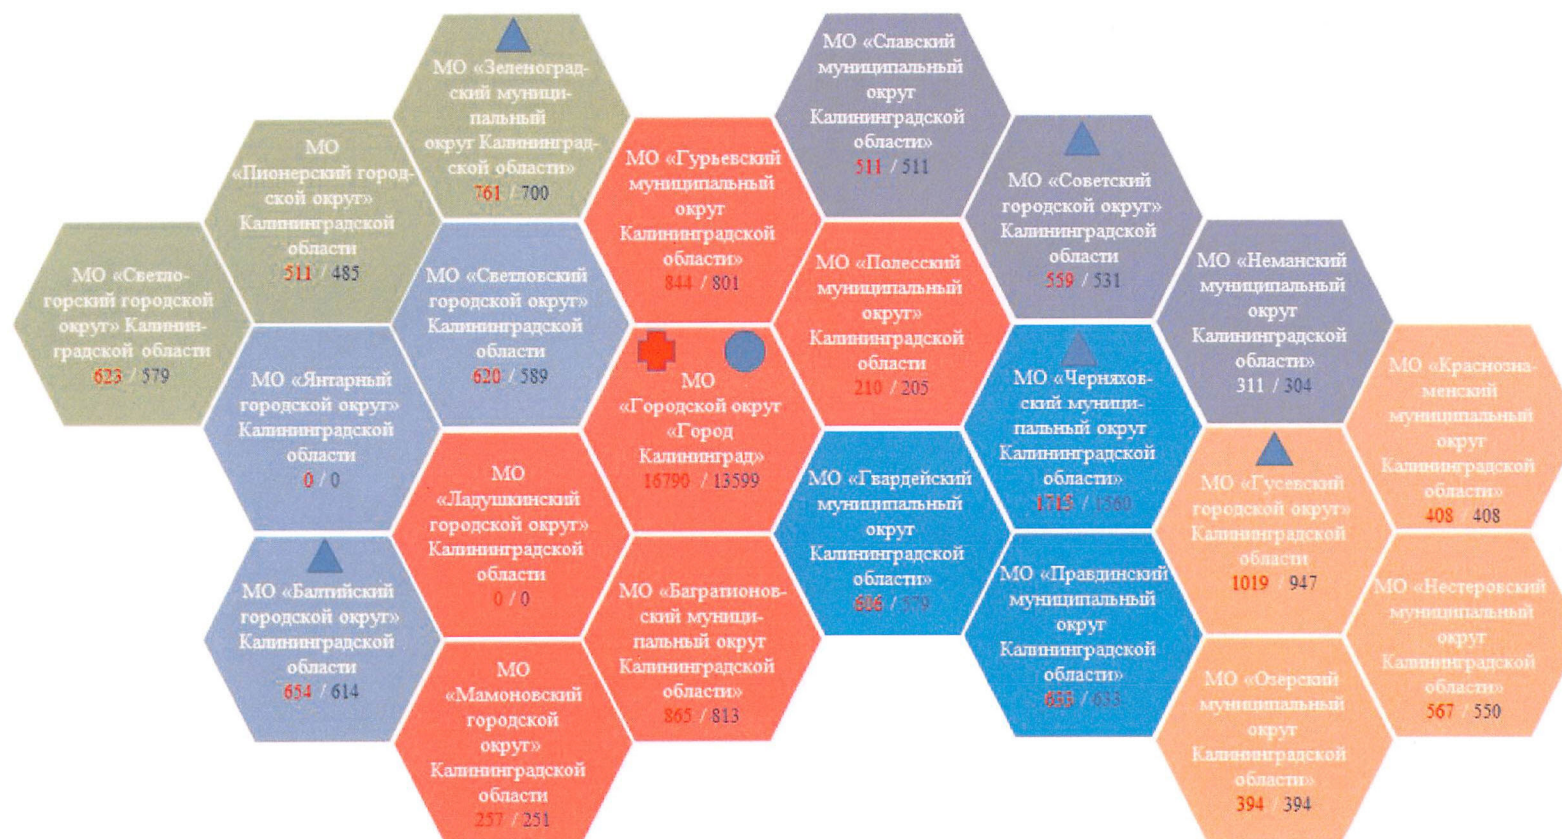 МО «Зеленоград-
ский муници-
пальный
округ Калининград-
ской области»
761 / 700
МО «Славский
муниципальный
округ
Калининградской
области»
511 / 511
МО
«Пионерский город-
ской округ»
Калининградской
области
511 / 485
МО «Гурьевский
муниципальный
округ
Калининградской
области»
844 / 801
МО «Советский
городской округ»
Калининградской
области
559 / 531
МО «Светло-
горский городской
округ» Калинин-
градской области
623 / 579
МО «Светловский
городской округ»
Калининградской
области
620 / 589
МО «Полесский
муниципальный
округ»
Калининградской
области
210 / 205
МО «Неманский
муниципальный
округ
Калининградской
области»
311 / 304
МО «Янтарный
городской округ»
Калининградской
области
0 / 0
МО
«Городской округ
«Город
Калининград»
16790 / 13599
МО «Черняхов-
ский муници-
пальный округ
Калининградской
области»
1715 / 1560
МО «Краснозна-
менский
муниципальный
округ
Калининградской
области»
408 / 408
МО
«Ладушкинский
городской округ»
Калининградской
области
0 / 0
МО «Гвардейский
муниципальный
округ
Калининградской
области»
606 / 579
МО «Гусевский
городской округ»
Калининградской
области
1019 / 947
МО «Балтийский
городской округ»
Калининградской
области
654 / 614
МО «Багратионов-
ский муници-
пальный округ
Калининградской
области»
865 / 813
МО «Правдинский
муниципальный
округ
Калининградской
области»
633 / 633
МО «Нестеровский
муниципальный
округ
Калининградской
области»
567 / 550
МО
«Мамоновский
городской
округ»
Калининградской
области
257 / 251
МО «Озерский
муниципальный
округ
Калининградской
области»
394 / 394